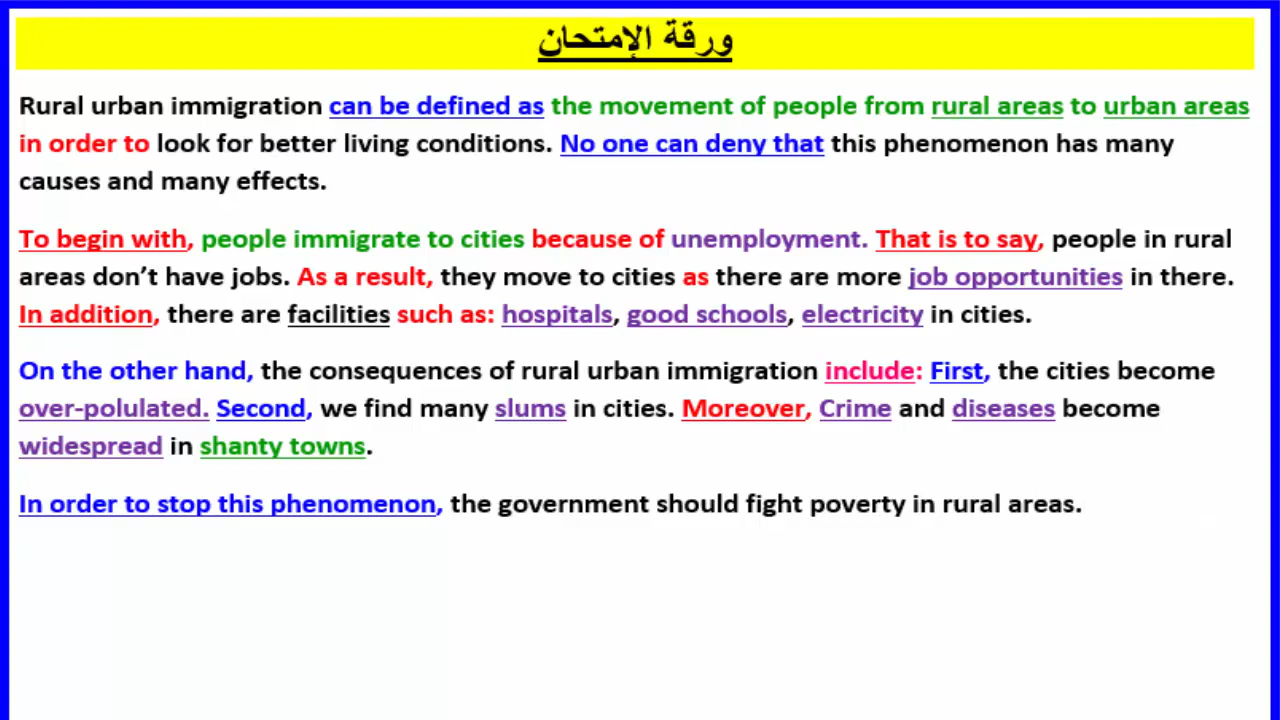 ورقة الإمتحان
Rural urban immigration can be defined as the movement of people from rural areas to urban areas
in order to look for better living conditions. No one can deny that this phenomenon has many
causes and many effects.
To begin with, people immigrate to cities because of unemployment. That is to say, people in rural
areas don’t have jobs. As a result, they move to cities as there are more job opportunities in there.
In addition, there are facilities such as: hospitals, good schools, electricity in cities.
On the other hand, the consequences of rural urban immigration include: First, the cities become
over-polulated. Second, we find many slums in cities. Moreover, Crime and diseases become
widespread in shanty towns.
In order to stop this phenomenon, the government should fight poverty in rural areas.